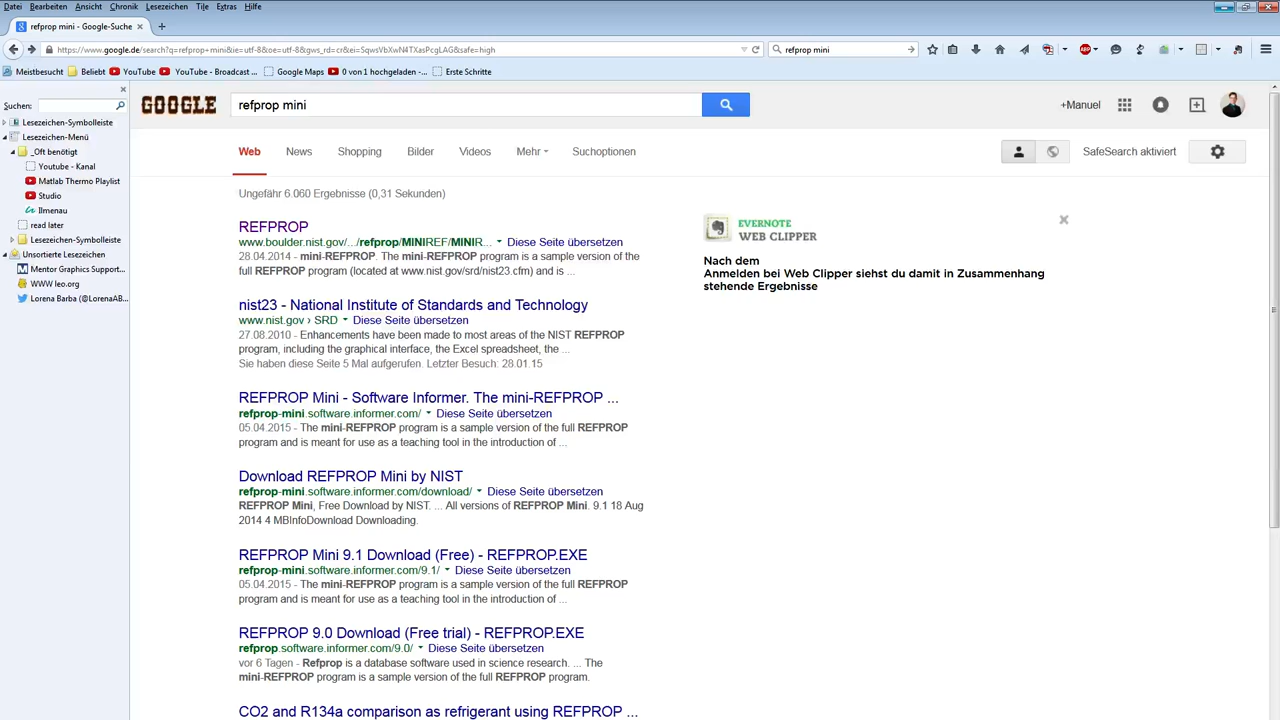 Datei Bearbeiten Ansicht Chronik Lesezeichen Tile Extras Hilfe
refprop mini - Google-Suche
https://www.google.de/search?q=refprop+mini&ie=utf-8&oe=utf-8&gws_rd=cr&ei=SqwsVbXwN4TXasPcgLAG&safe=high
refprop mini
Meistbesucht Beliebt YouTube YouTube - Broadcast ... Google Maps 0 von 1 hochgeladen -... Erste Schritte
Suchen:
Lesezeichen-Symbolleiste
Lesezeichen-Menü
_Oft benötigt
Youtube - Kanal
Matlab Thermo Playlist
Studio
Ilmenau
read later
Lesezeichen-Symbolleiste
Unsortierte Lesezeichen
Mentor Graphics Support...
WWW leo.org
Lorena Barba (@LorenaAB...
GOOGLE
refprop mini
+Manuel
Web News Shopping Bilder Videos Mehr Suchoptionen
SafeSearch aktiviert
Ungefähr 6.060 Ergebnisse (0,31 Sekunden)
REFPROP
www.boulder.nist.gov/.../refprop/MINIREF/MINIR... Diese Seite übersetzen
28.04.2014 - mini-REFPROP. The mini-REFPROP program is a sample version of the
full REFPROP program (located at www.nist.gov/srd/nist23.cfm) and is ...
nist23 - National Institute of Standards and Technology
www.nist.gov › SRD Diese Seite übersetzen
27.08.2010 - Enhancements have been made to most areas of the NIST REFPROP
program, including the graphical interface, the Excel spreadsheet, the ...
Sie haben diese Seite 5 Mal aufgerufen. Letzter Besuch: 28.01.15
REFPROP Mini - Software Informer. The mini-REFPROP ...
refprop-mini.software.informer.com/ Diese Seite übersetzen
05.04.2015 - The mini-REFPROP program is a sample version of the full REFPROP
program and is meant for use as a teaching tool in the introduction of ...
Download REFPROP Mini by NIST
refprop-mini.software.informer.com/download/ Diese Seite übersetzen
REFPROP Mini, Free Download by NIST. ... All versions of REFPROP Mini. 9.1 18 Aug
2014 4 MBInfoDownload Downloading.
REFPROP Mini 9.1 Download (Free) - REFPROP.EXE
refprop-mini.software.informer.com/9.1/ Diese Seite übersetzen
05.04.2015 - The mini-REFPROP program is a sample version of the full REFPROP
program and is meant for use as a teaching tool in the introduction of ...
REFPROP 9.0 Download (Free trial) - REFPROP.EXE
refprop.software.informer.com/9.0/ Diese Seite übersetzen
vor 6 Tagen - Refprop is a database software used in science research. ... The
mini-REFPROP program is a sample version of the full REFPROP program.
CO2 and R134a comparison as refrigerant using REFPROP ...
EVERNOTE
WEB CLIPPER
Nach dem
Anmelden bei Web Clipper siehst du damit in Zusammenhang
stehende Ergebnisse